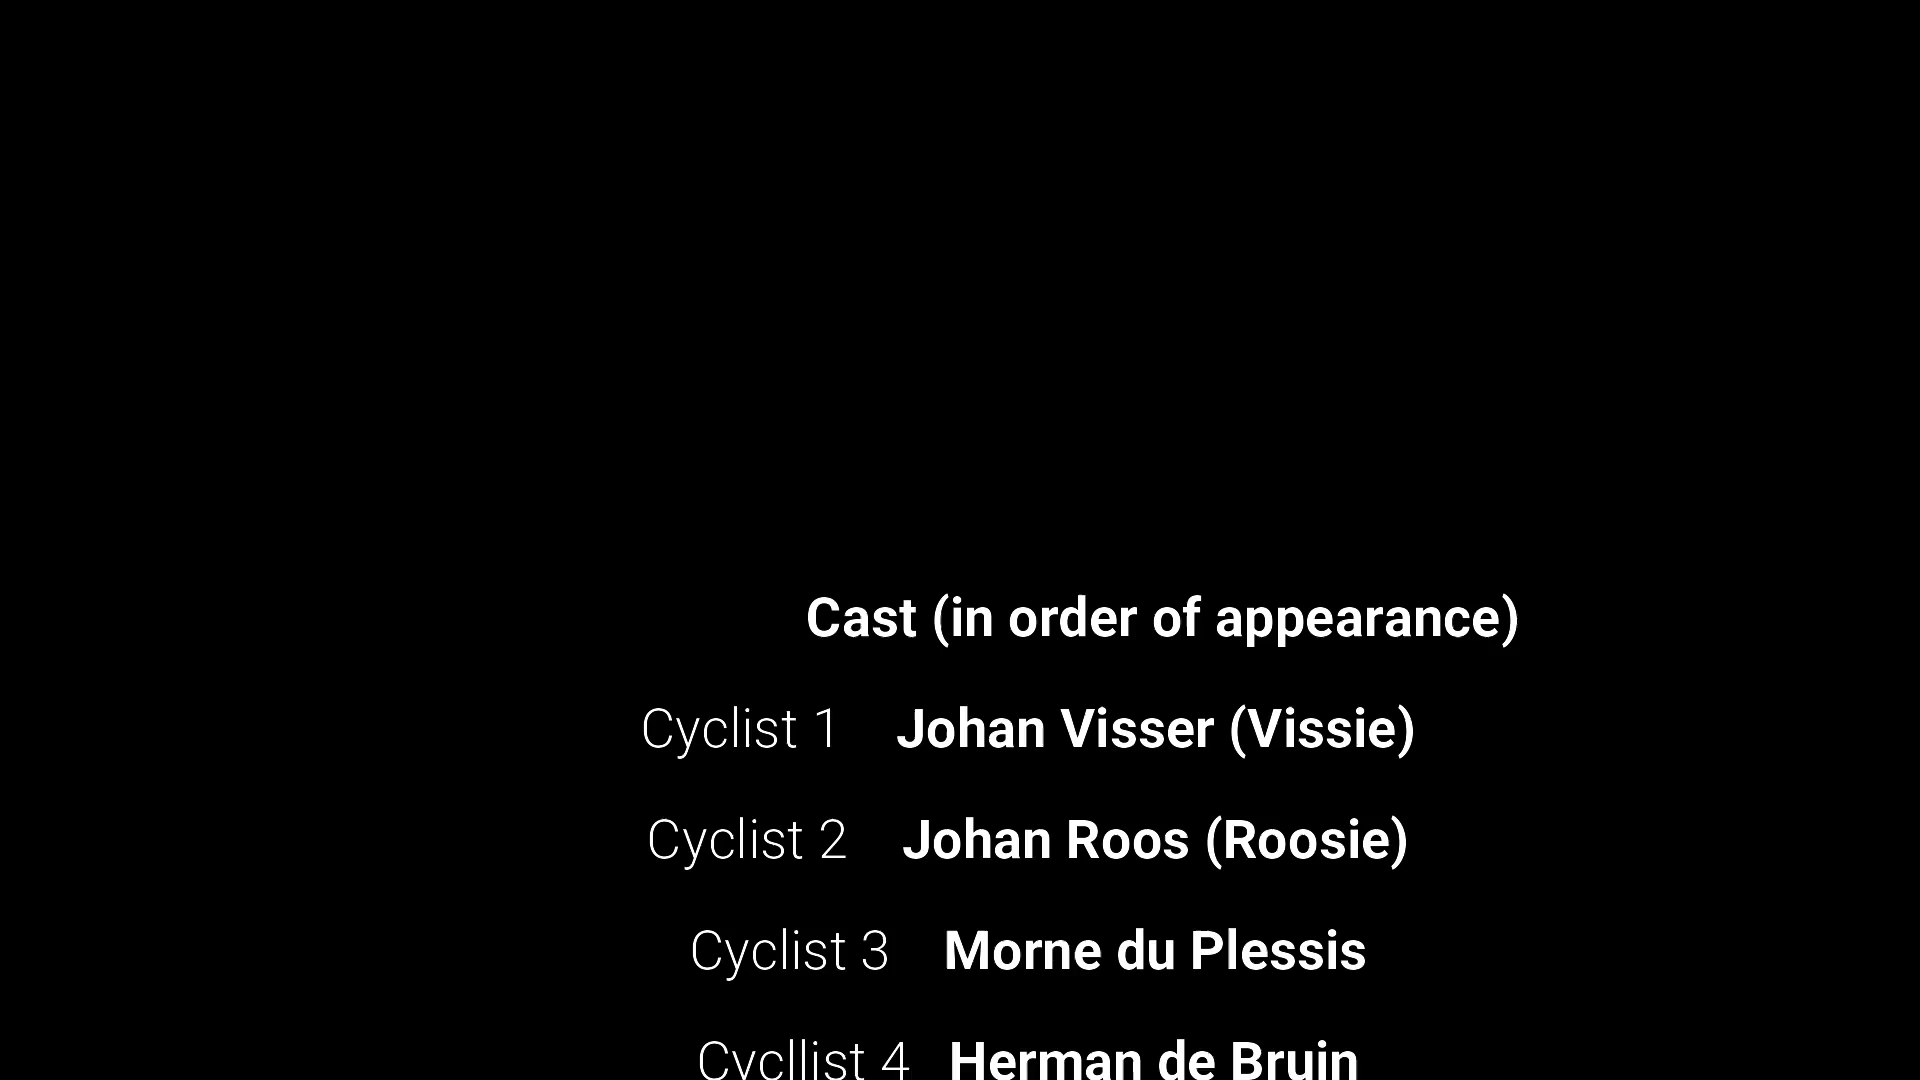 Cast (in order of appearance)
Cyclist 1 Johan Visser (Vissie)
Cyclist 2 Johan Roos (Roosie)
Cyclist 3 Morne du Plessis
Cycllist 4 Herman de Bruin